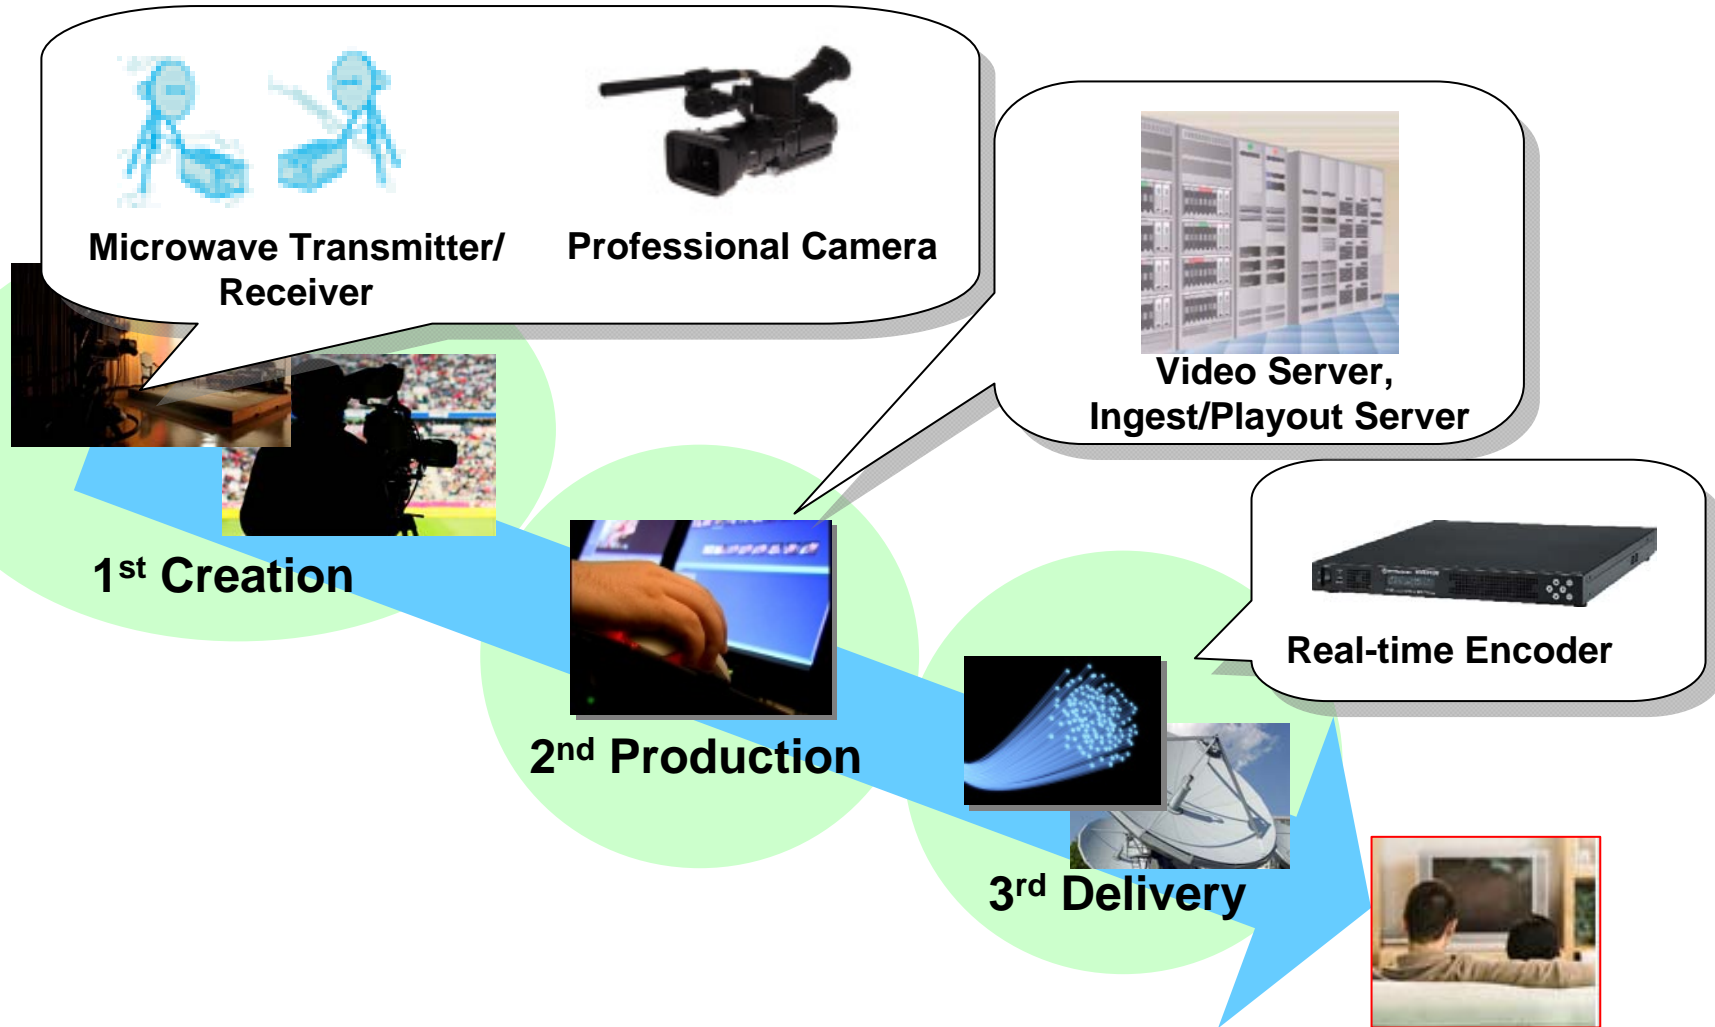 Microwave Transmitter/
Receiver
Professional Camera
Video Server,
Ingest/Playout Server
1st Creation
Real-time Encoder
2nd Production
3rd Delivery